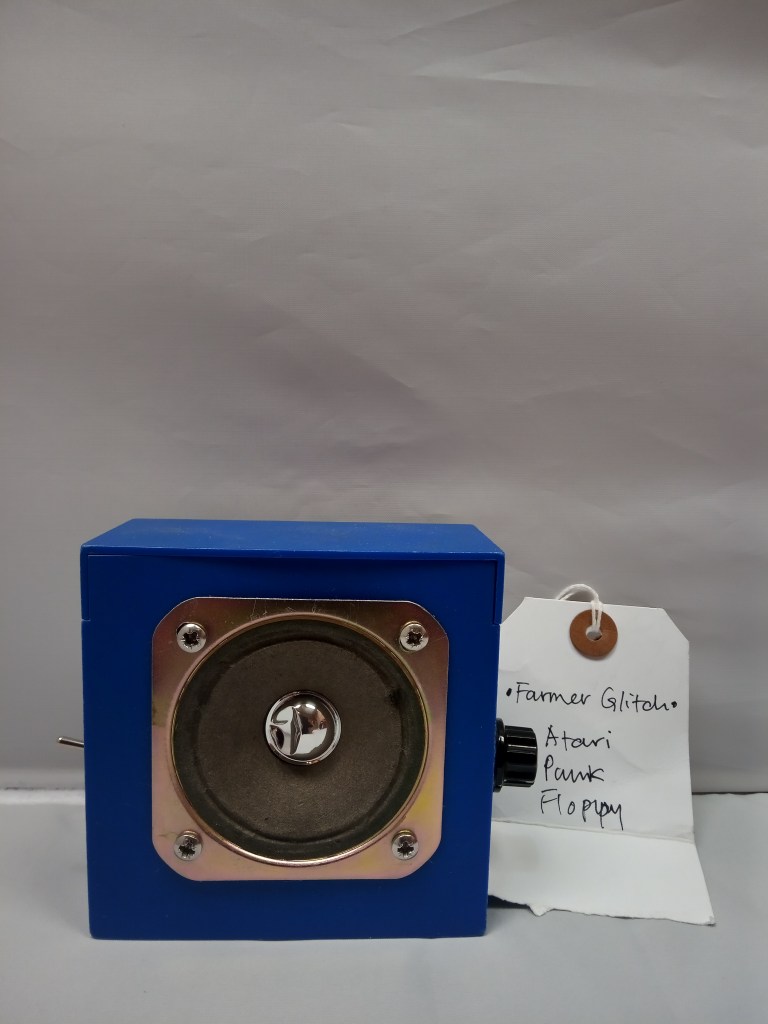 ·Farmer Glitch·
Atari
Punk
Floppy